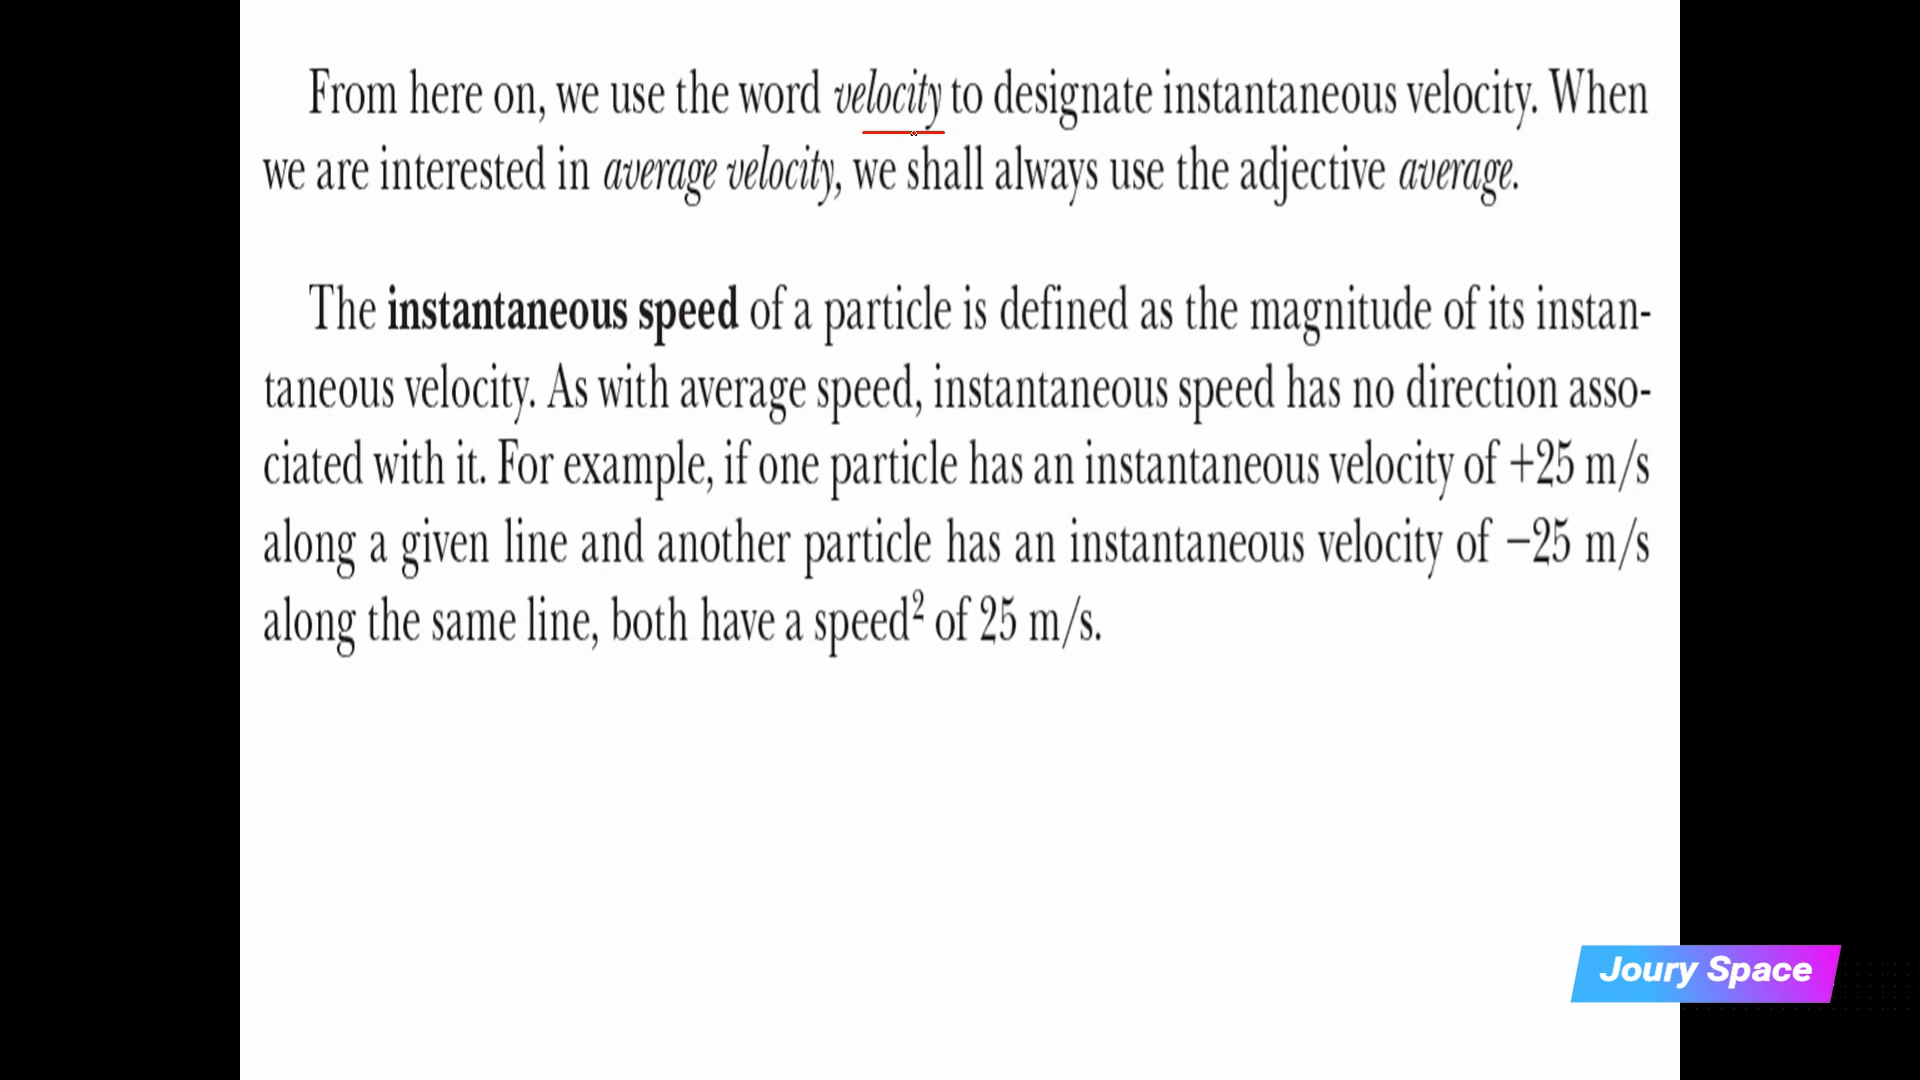 From here on, we use the word velocity to designate instantaneous velocity. When
we are interested in average velocity, we shall always use the adjective average.
The instantaneous speed of a particle is defined as the magnitude of its instan-
taneous velocity. As with average speed, instantaneous speed has no direction asso-
ciated with it. For example, if one particle has an instantaneous velocity of +25 m/s
along a given line and another particle has an instantaneous velocity of −25 m/s
along the same line, both have a speed² of 25 m/s.
Joury Space